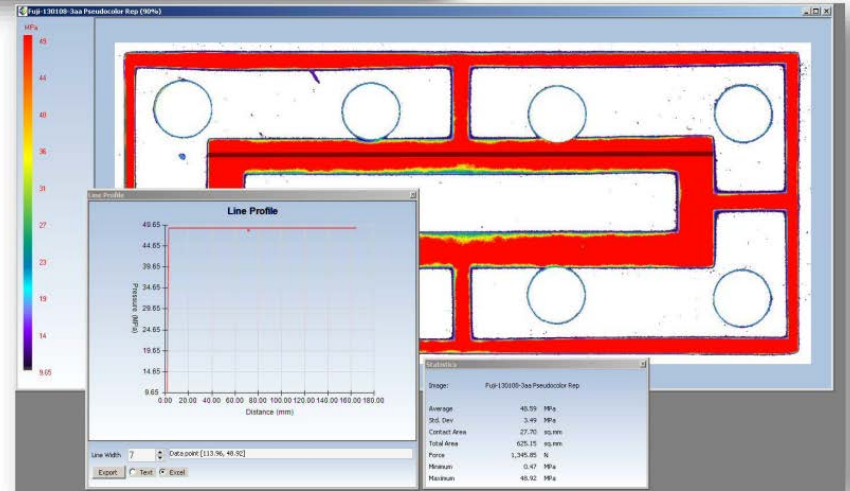 Fuji-130108-3aa Pseudocolor Rep (90%)
MPa
49
44
40
36
31
27
23
19
14
9.65
Line Profile
Line Profile
49.65
44.65
39.65
34.65
29.65
24.65
19.65
14.65
9.65
Pressure (MPa)
0.00 20.00 40.00 60.00 80.00 100.00 120.00 140.00 160.00 180.00
Distance (mm)
Line Width 7 Data point [113.96, 48.92]
Export Text Excel
Statistics
Image: Fuji-130108-3aa Pseudocolor Rep
Average 48.59 MPa
Std. Dev 3.49 MPa
Contact Area 27.70 sq.mm
Total Area 625.15 sq.mm
Force 1,345.85 N
Minimum 0.47 MPa
Maximum 48.92 MPa